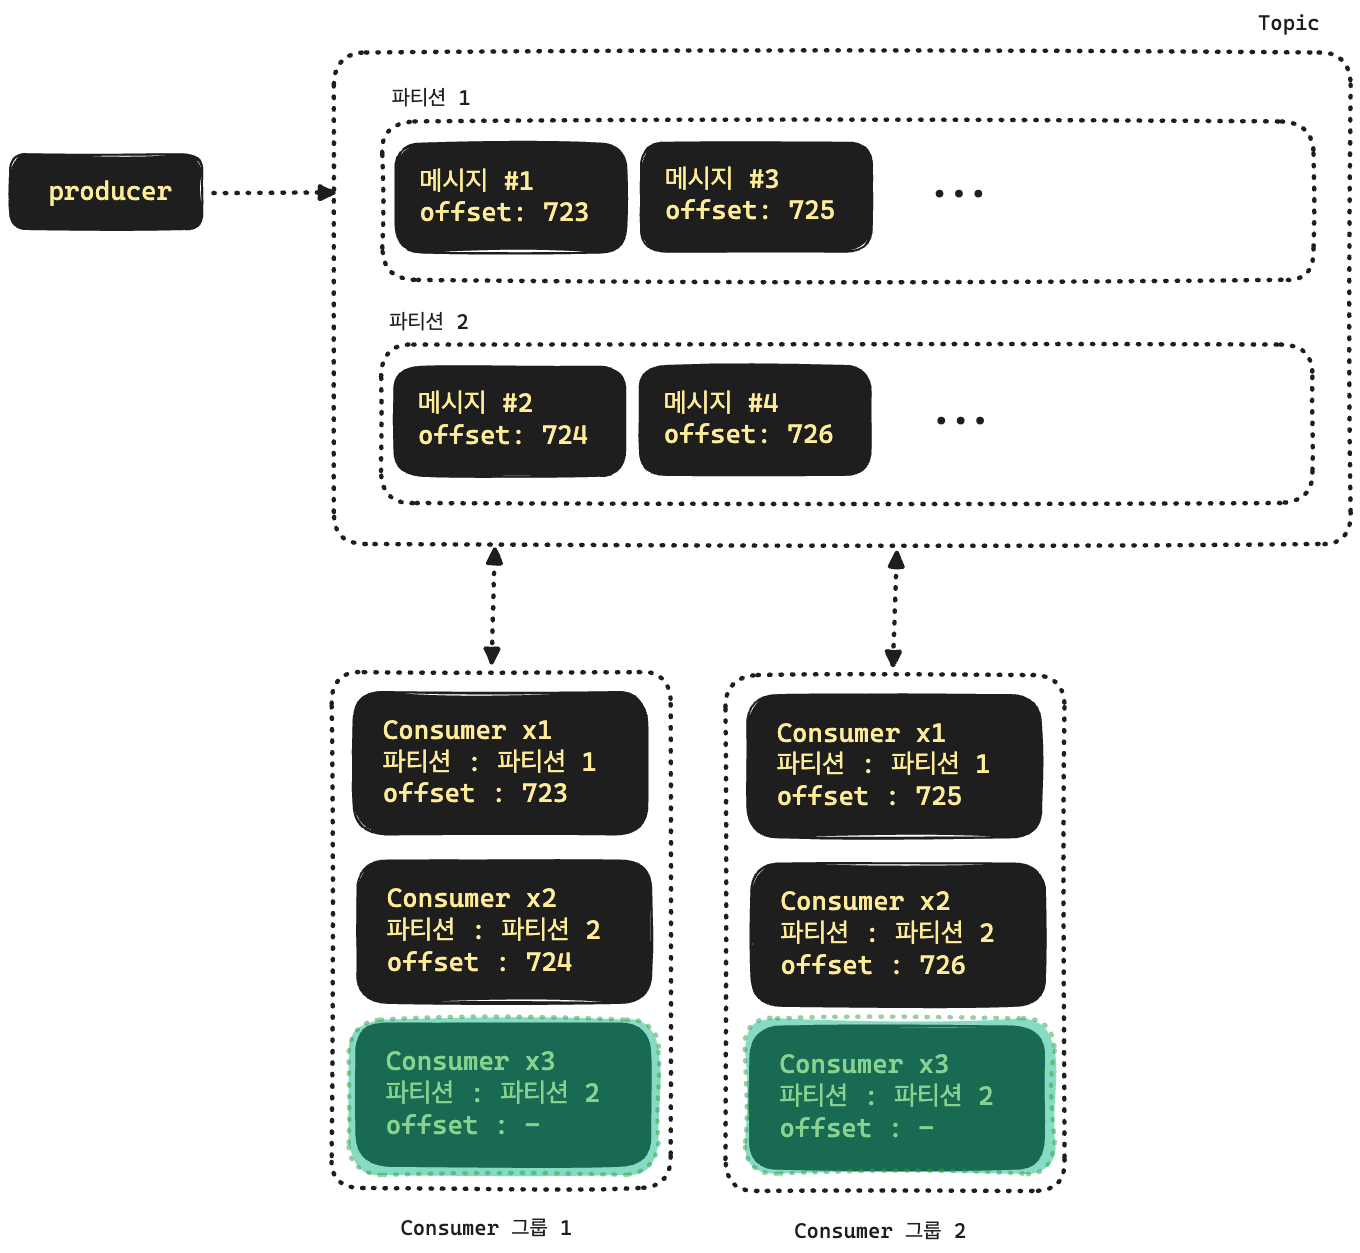 Topic
파티션 1
producer
메시지 #1
offset: 723
메시지 #3
offset: 725
...
파티션 2
메시지 #2
offset: 724
메시지 #4
offset: 726
...
Consumer x1
파티션 : 파티션 1
offset : 723
Consumer x2
파티션 : 파티션 2
offset : 724
Consumer x3
파티션 : 파티션 2
offset : -
Consumer 그룹 1
Consumer x1
파티션 : 파티션 1
offset : 725
Consumer x2
파티션 : 파티션 2
offset : 726
Consumer x3
파티션 : 파티션 2
offset : -
Consumer 그룹 2